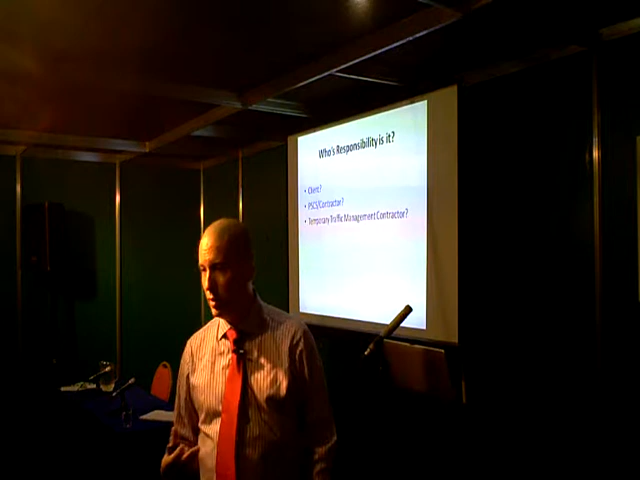 Who's Responsibility is it?
• Client?
• PSCS/Contractor?
• Temporary Traffic Management Contractor?